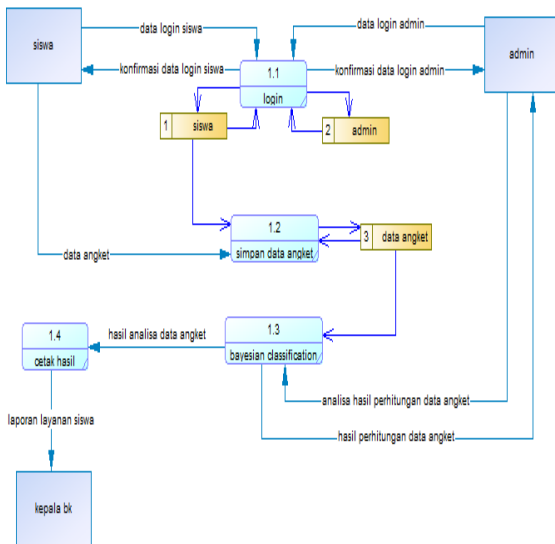 data login siswa
data login admin
siswa
admin
konfirmasi data login siswa
1.1
konfirmasi data login admin
login
1 siswa
2 admin
1.2
simpan data angket
3 data angket
data angket
1.3
bayesian classification
hasil analisa data angket
1.4
cetak hasil
analisa hasil perhitungan data angket
laporan layanan siswa
hasil perhitungan data angket
kepala bk